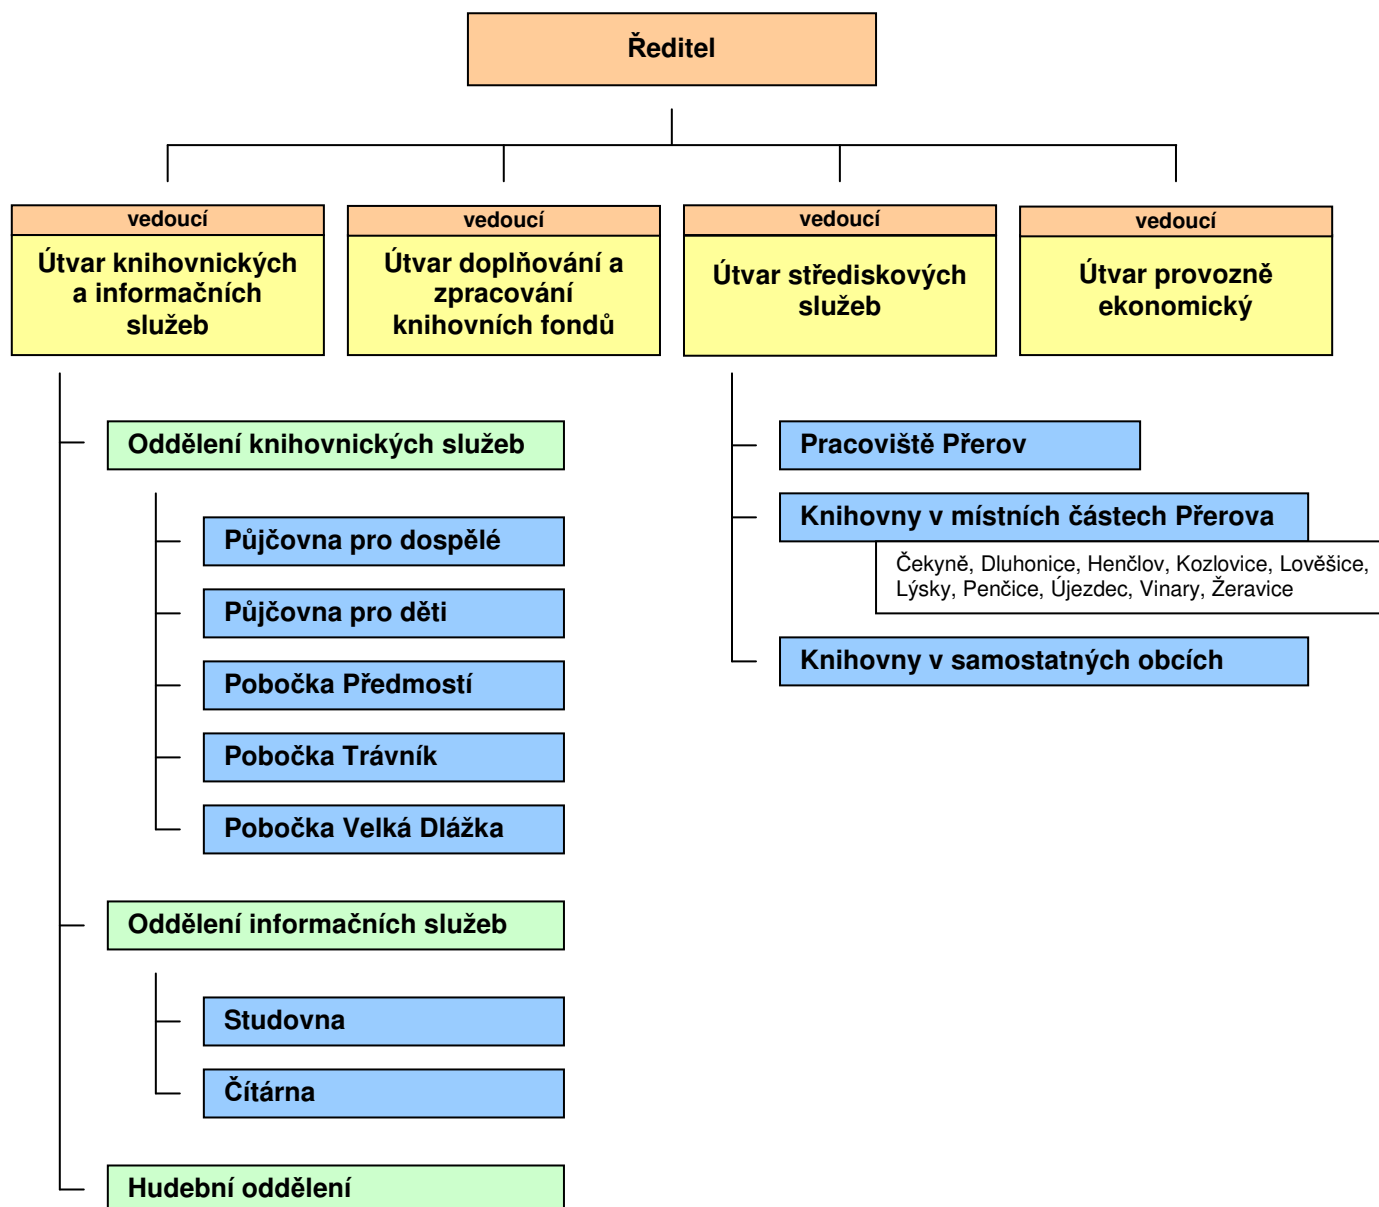 Ředitel
vedoucí
Útvar knihovnických
a informačních
služeb
vedoucí
Útvar doplňování a
zpracování
knihovních fondů
vedoucí
Útvar střediskových
služeb
vedoucí
Útvar provozně
ekonomický
Oddělení knihovnických služeb
Půjčovna pro dospělé
Půjčovna pro děti
Pobočka Předmostí
Pobočka Trávník
Pobočka Velká Dlážka
Oddělení informačních služeb
Studovna
Čítárna
Hudební oddělení
Pracoviště Přerov
Knihovny v místních částech Přerova
Čekyně, Dluhonice, Henčlov, Kozlovice, Lověšice,
Lýsky, Penčice, Újezdec, Vinary, Žeravice
Knihovny v samostatných obcích